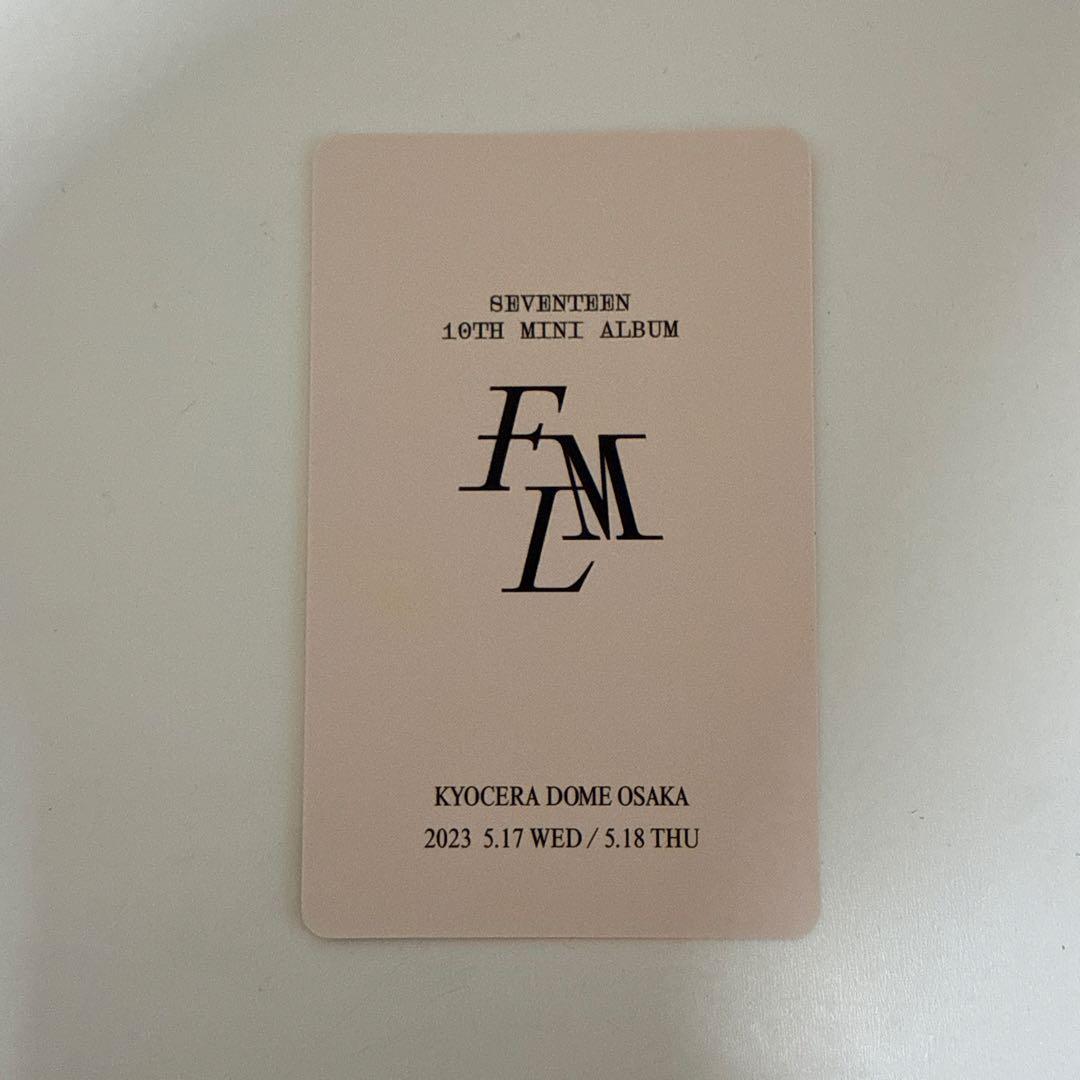 SEVENTEEN
10TH MINI ALBUM
FML
KYOCERA DOME OSAKA
2023 5.17 WED / 5.18 THU